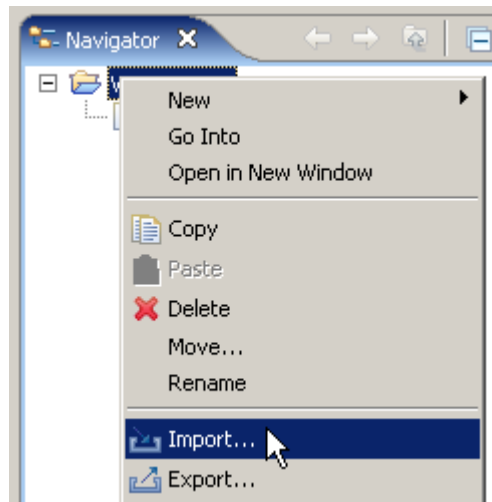 Navigator
New
Go Into
Open in New Window
Copy
Paste
Delete
Move...
Rename
Import...
Export...